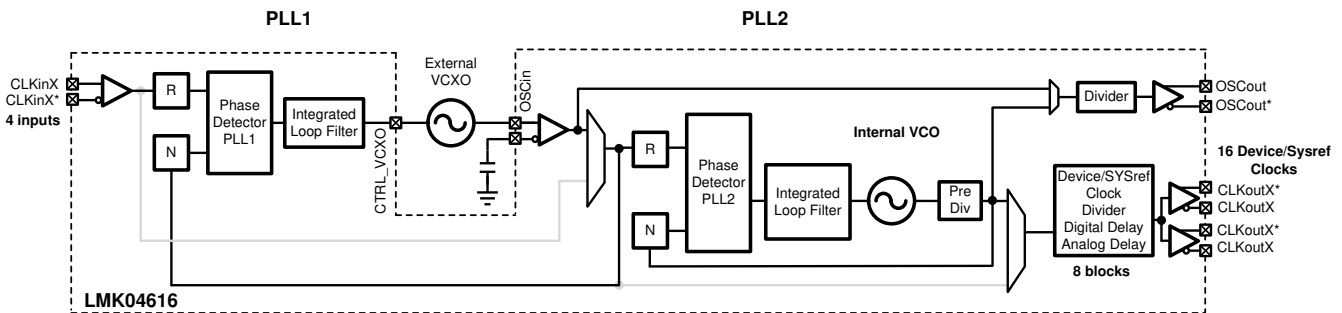 PLL1
PLL2
CLKinX
CLKinX*
4 inputs
R
N
Phase
Detector
PLL1
Integrated
Loop Filter
CTRL_VCXO
External
VCXO
OSCin
R
N
Phase
Detector
PLL2
Integrated
Loop Filter
Internal VCO
Pre
Div
Divider
OSCout
OSCout*
Device/SYSref
Clock
Divider
Digital Delay
Analog Delay
8 blocks
16 Device/Sysref
Clocks
CLKoutX*
CLKoutX
CLKoutX*
CLKoutX
LMK04616